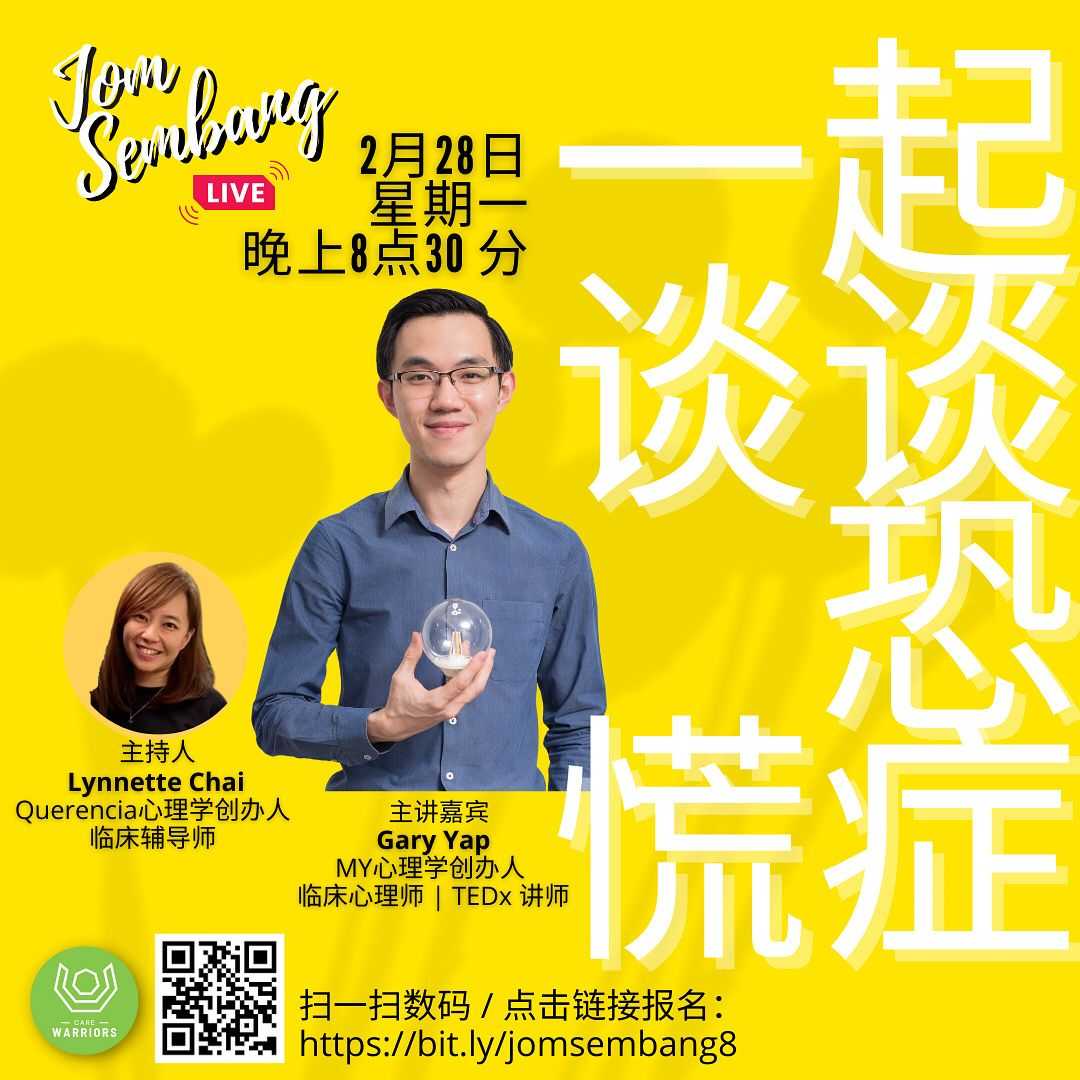 Jom
Sembang
LIVE
2月28日
星期一
晚上8点30 分
一起
谈谈
恐
慌症
主持人
Lynnette Chai
Querencia心理学创办人
临床辅导师
主讲嘉宾
Gary Yap
MY心理学创办人
临床心理师 | TEDx 讲师
CARE
WARRIORS
扫一扫数码 / 点击链接报名：
https://bit.ly/jomsembang8